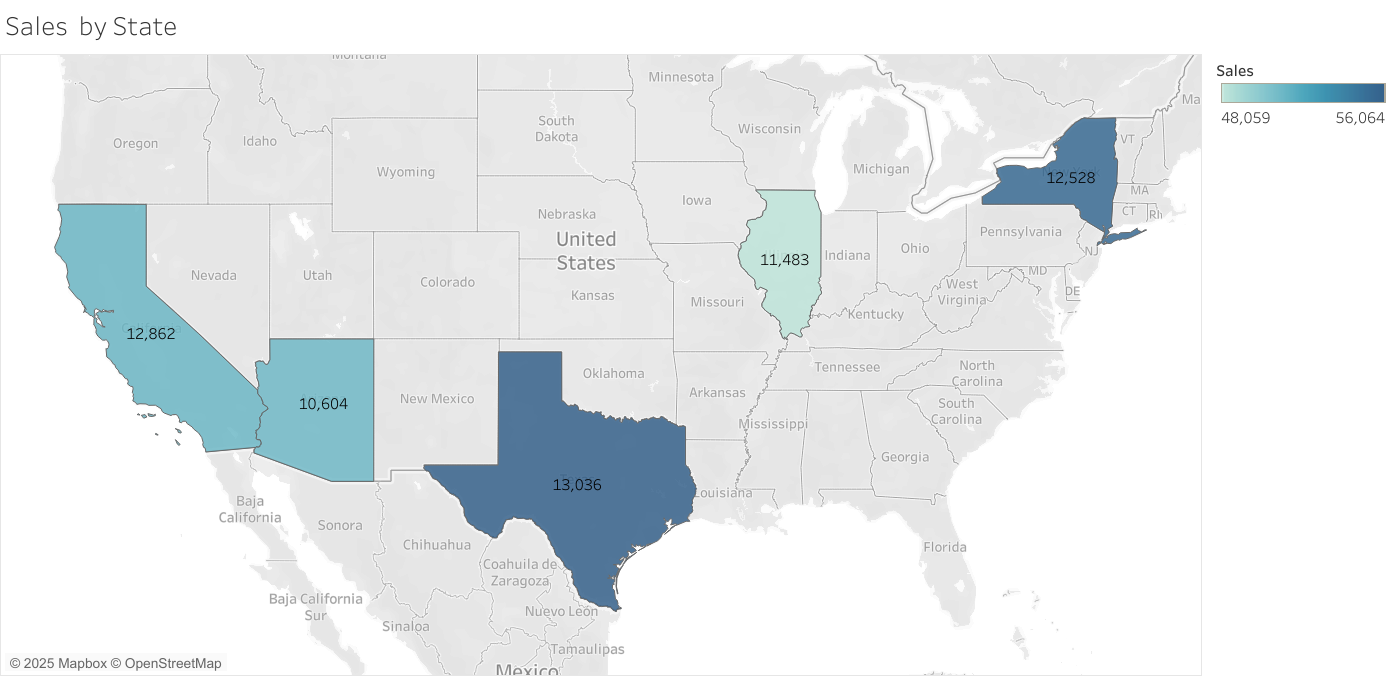 Sales by State
Sales
48,059 56,064
Montana
Minnesota
Ma
Oregon
Idaho
South
Dakota
Wisconsin
VT
Wyoming
Michigan
12,528
MA
Iowa
CT RI
Nebraska
Pennsylvania
United
States
NJ
Nevada
Utah
Colorado
11,483
Indiana
Ohio
MD
Kansas
Missouri
West
Virginia
DE
Kentucky
12,862
Oklahoma
Tennessee
North
Carolina
10,604
New Mexico
Arkansas
South
Carolina
Mississippi
Georgia
13,036
Louisiana
Baja
California
Sonora
Chihuahua
Florida
Coahuila de
Zaragoza
Baja California
Sur
Nuevo León
Sinaloa
Tamaulipas
Mexico
© 2025 Mapbox © OpenStreetMap